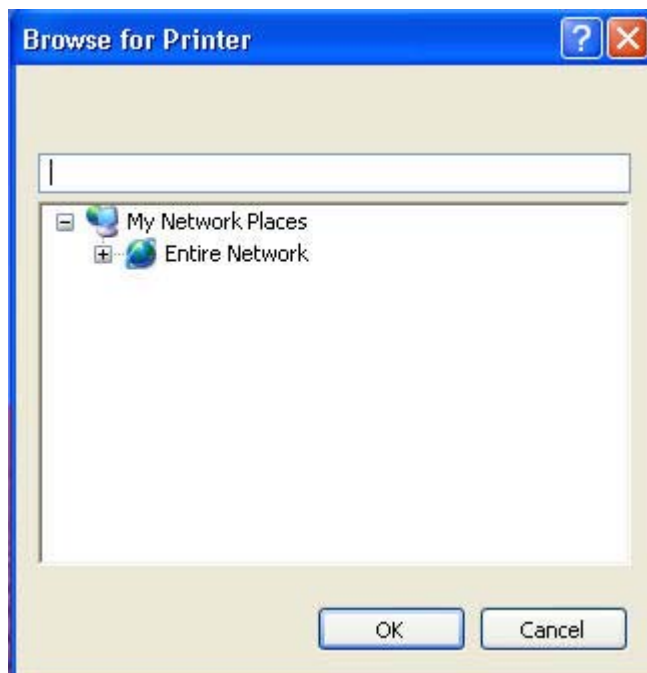 Browse for Printer
My Network Places
Entire Network
OK
Cancel